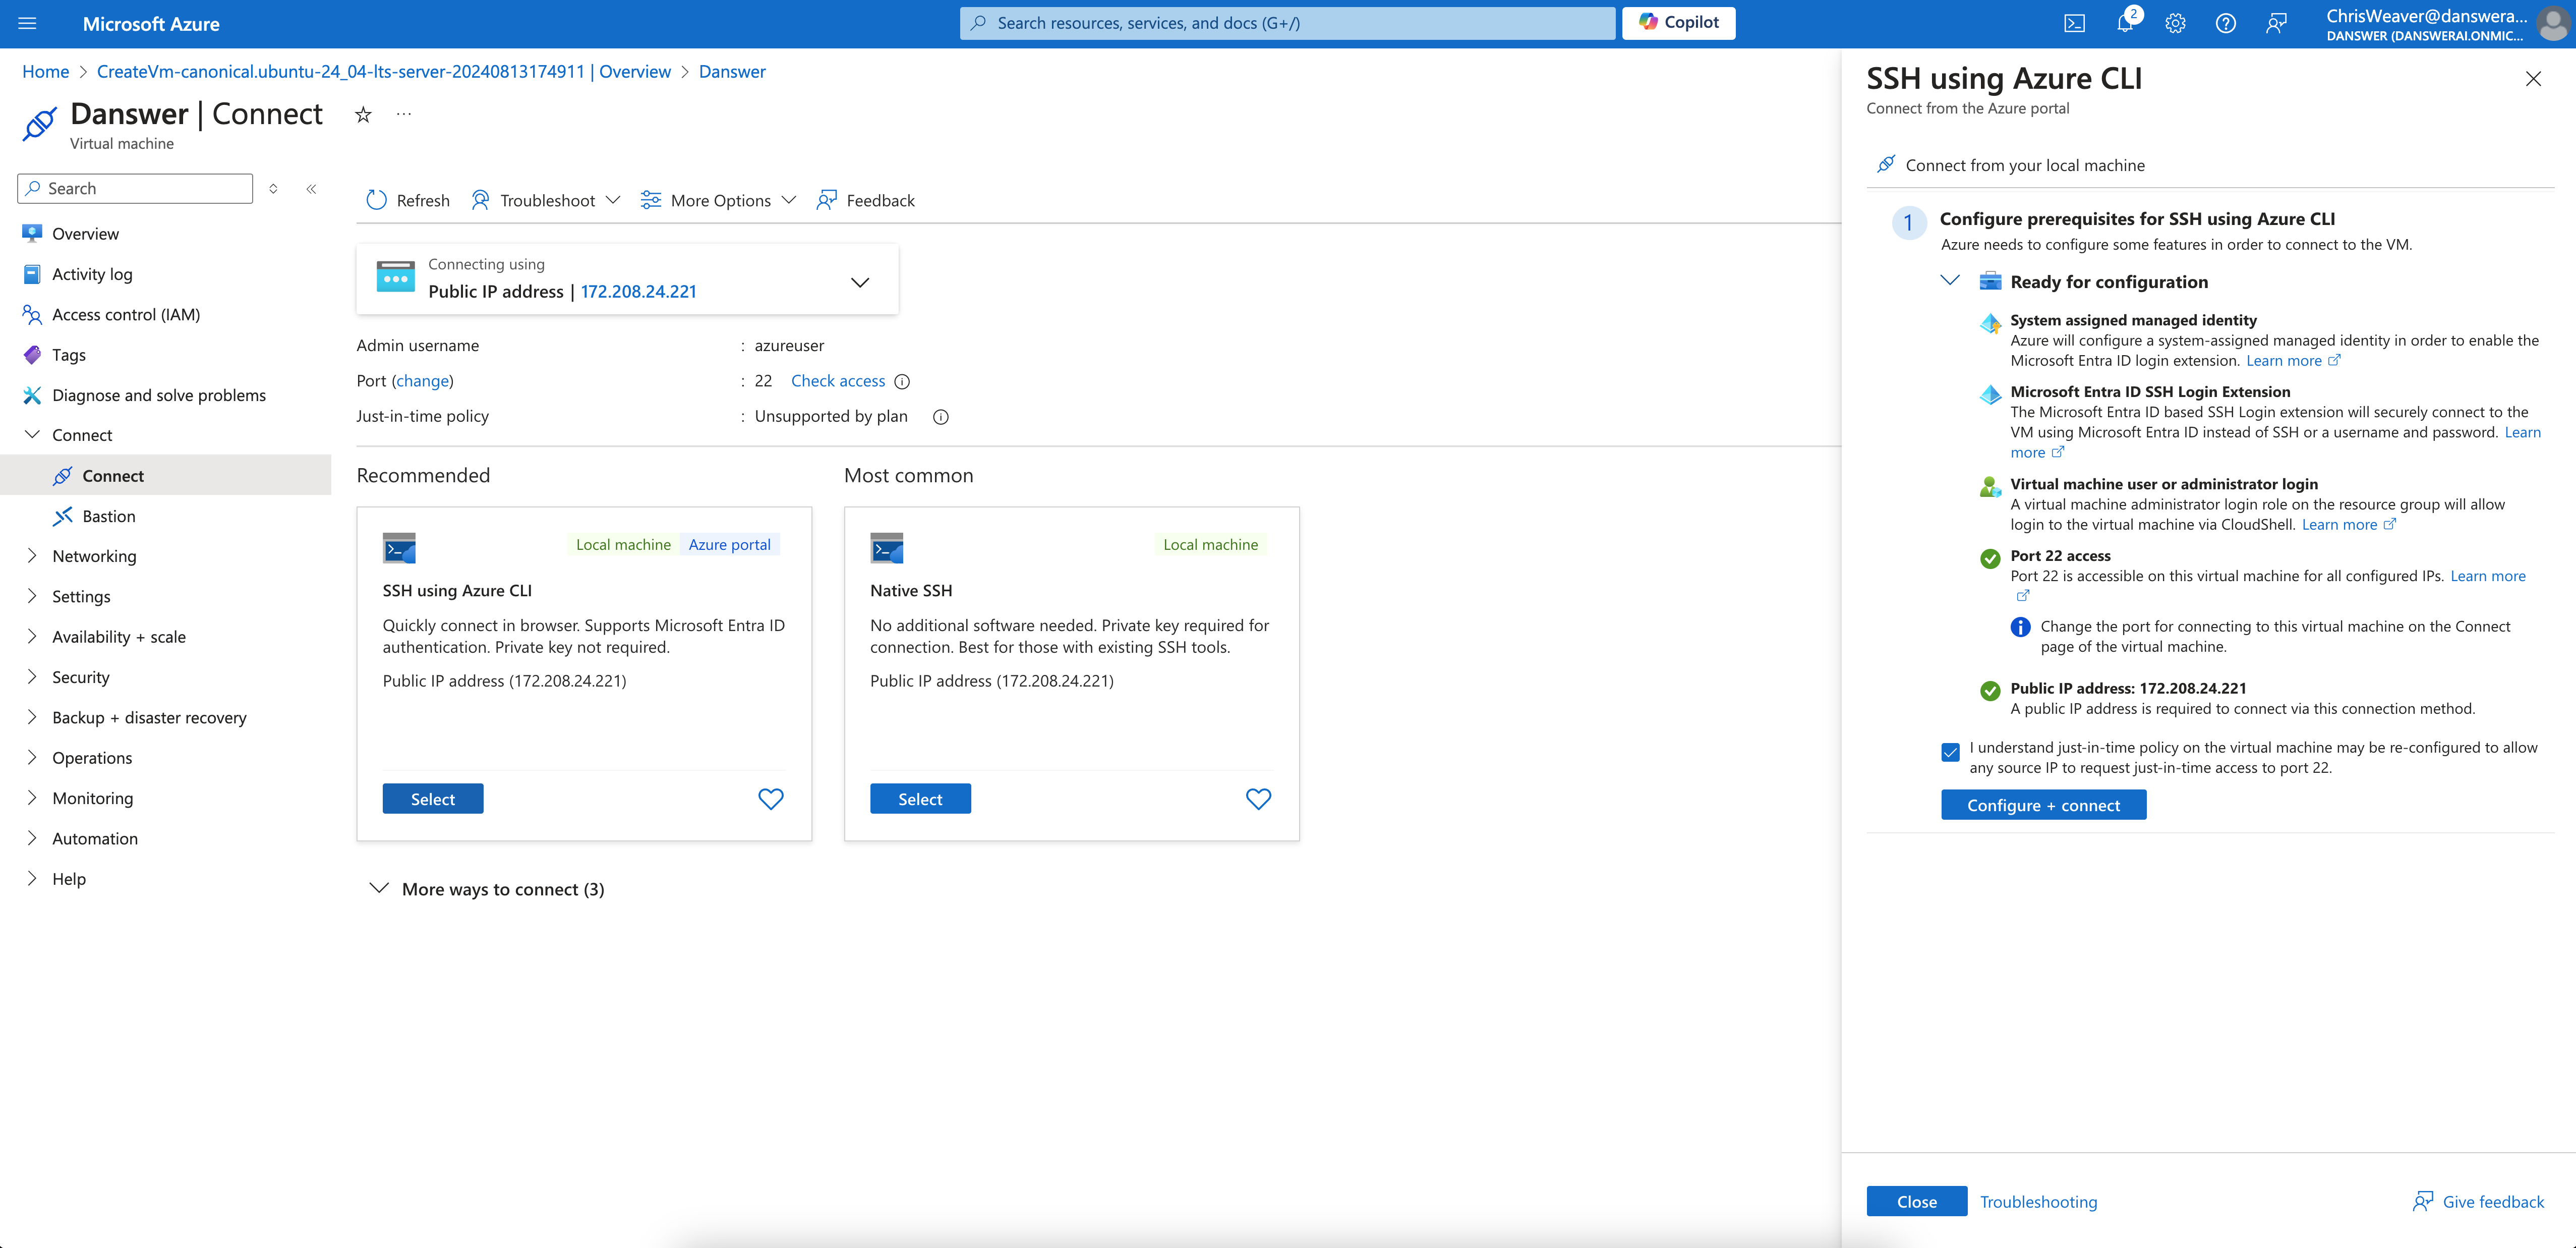 Microsoft Azure
Search resources, services, and docs (G+/)
Copilot
2
ChrisWeaver@danswera...
DANSWER (DANSWERAI.ONMIC...
Home > CreateVm-canonical.ubuntu-24_04-lts-server-20240813174911 | Overview > Danswer
Danswer | Connect
...
Virtual machine
Search
Overview
Activity log
Access control (IAM)
Tags
Diagnose and solve problems
Connect
Connect
Bastion
Networking
Settings
Availability + scale
Security
Backup + disaster recovery
Operations
Monitoring
Automation
Help
Refresh
Troubleshoot
More Options
Feedback
Connecting using
Public IP address | 172.208.24.221
Admin username : azureuser
Port (change) : 22 Check access
Just-in-time policy : Unsupported by plan
Recommended
Local machine
Azure portal
SSH using Azure CLI
Quickly connect in browser. Supports Microsoft Entra ID
authentication. Private key not required.
Public IP address (172.208.24.221)
Select
Most common
Local machine
Native SSH
No additional software needed. Private key required for
connection. Best for those with existing SSH tools.
Public IP address (172.208.24.221)
Select
More ways to connect (3)
SSH using Azure CLI
Connect from the Azure portal
Connect from your local machine
1
Configure prerequisites for SSH using Azure CLI
Azure needs to configure some features in order to connect to the VM.
Ready for configuration
System assigned managed identity
Azure will configure a system-assigned managed identity in order to enable the
Microsoft Entra ID login extension. Learn more
Microsoft Entra ID SSH Login Extension
The Microsoft Entra ID based SSH Login extension will securely connect to the
VM using Microsoft Entra ID instead of SSH or a username and password. Learn
more
Virtual machine user or administrator login
A virtual machine administrator login role on the resource group will allow
login to the virtual machine via CloudShell. Learn more
Port 22 access
Port 22 is accessible on this virtual machine for all configured IPs. Learn more
Change the port for connecting to this virtual machine on the Connect
page of the virtual machine.
Public IP address: 172.208.24.221
A public IP address is required to connect via this connection method.
I understand just-in-time policy on the virtual machine may be re-configured to allow
any source IP to request just-in-time access to port 22.
Configure + connect
Close
Troubleshooting
Give feedback